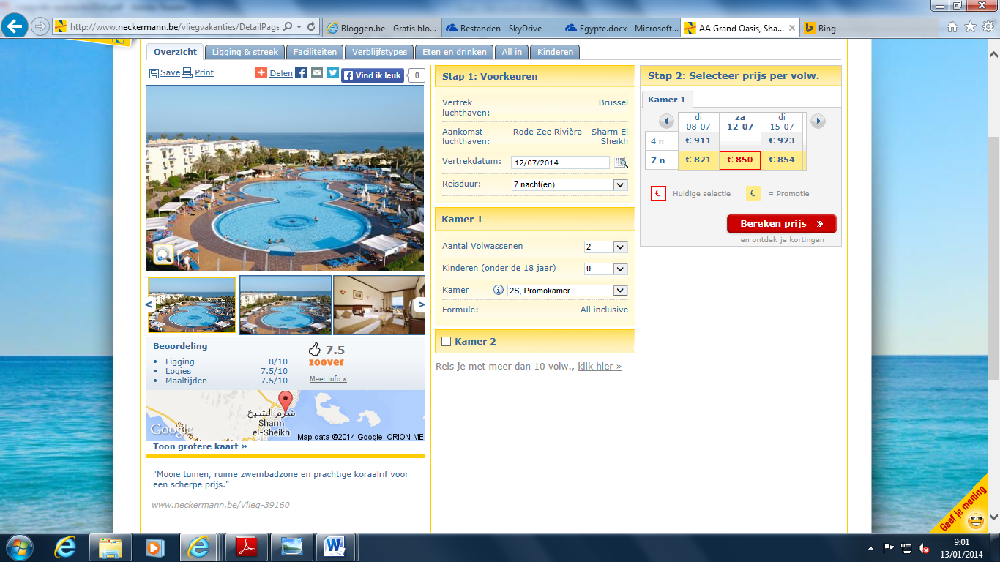 http://www.neckermann.be/vliegvakanties/DetailPage
Bloggen.be - Gratis blo...
Bestanden - SkyDrive
Egypte.docx - Microsoft...
AA Grand Oasis, Sha...
Bing
Overzicht
Ligging & streek
Faciliteiten
Verblijfstypes
Eten en drinken
All in
Kinderen
Save
Print
Delen
Vind ik leuk
0
Beoordeling
Ligging 8/10
Logies 7.5/10
Maaltijden 7.5/10
7.5
zoover
Meer info »
شرم الشيخ
Sharm
el-Sheikh
Google
Map data ©2014 Google, ORION-ME
Toon grotere kaart »
"Mooie tuinen, ruime zwembadzone en prachtige koraalrif voor
een scherpe prijs."
www.neckermann.be/Vlieg-39160
Stap 1: Voorkeuren
Vertrek luchthaven: Brussel
Aankomst luchthaven: Rode Zee Rivièra - Sharm El Sheikh
Vertrekdatum: 12/07/2014
Reisduur: 7 nacht(en)
Kamer 1
Aantal Volwassenen 2
Kinderen (onder de 18 jaar) 0
Kamer 2S, Promokamer
Formule: All inclusive
Kamer 2
Reis je met meer dan 10 volw., klik hier »
Stap 2: Selecteer prijs per volw.
Kamer 1
di za di
08-07 12-07 15-07
4 n € 911 € 923
7 n € 821 € 850 € 854
€ Huidige selectie € = Promotie
Bereken prijs »
en ontdek je kortingen
Geef je mening
9:01
13/01/2014